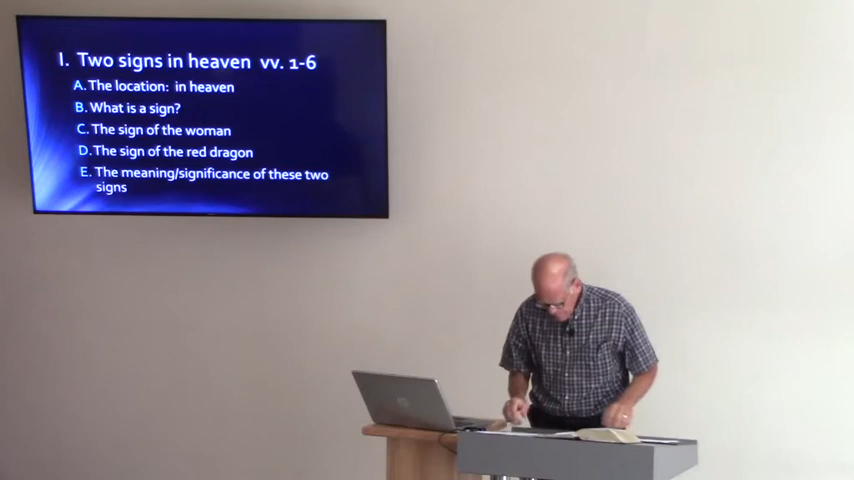 I. Two signs in heaven vv. 1-6
A. The location: in heaven
B. What is a sign?
C. The sign of the woman
D. The sign of the red dragon
E. The meaning/significance of these two
signs
hp